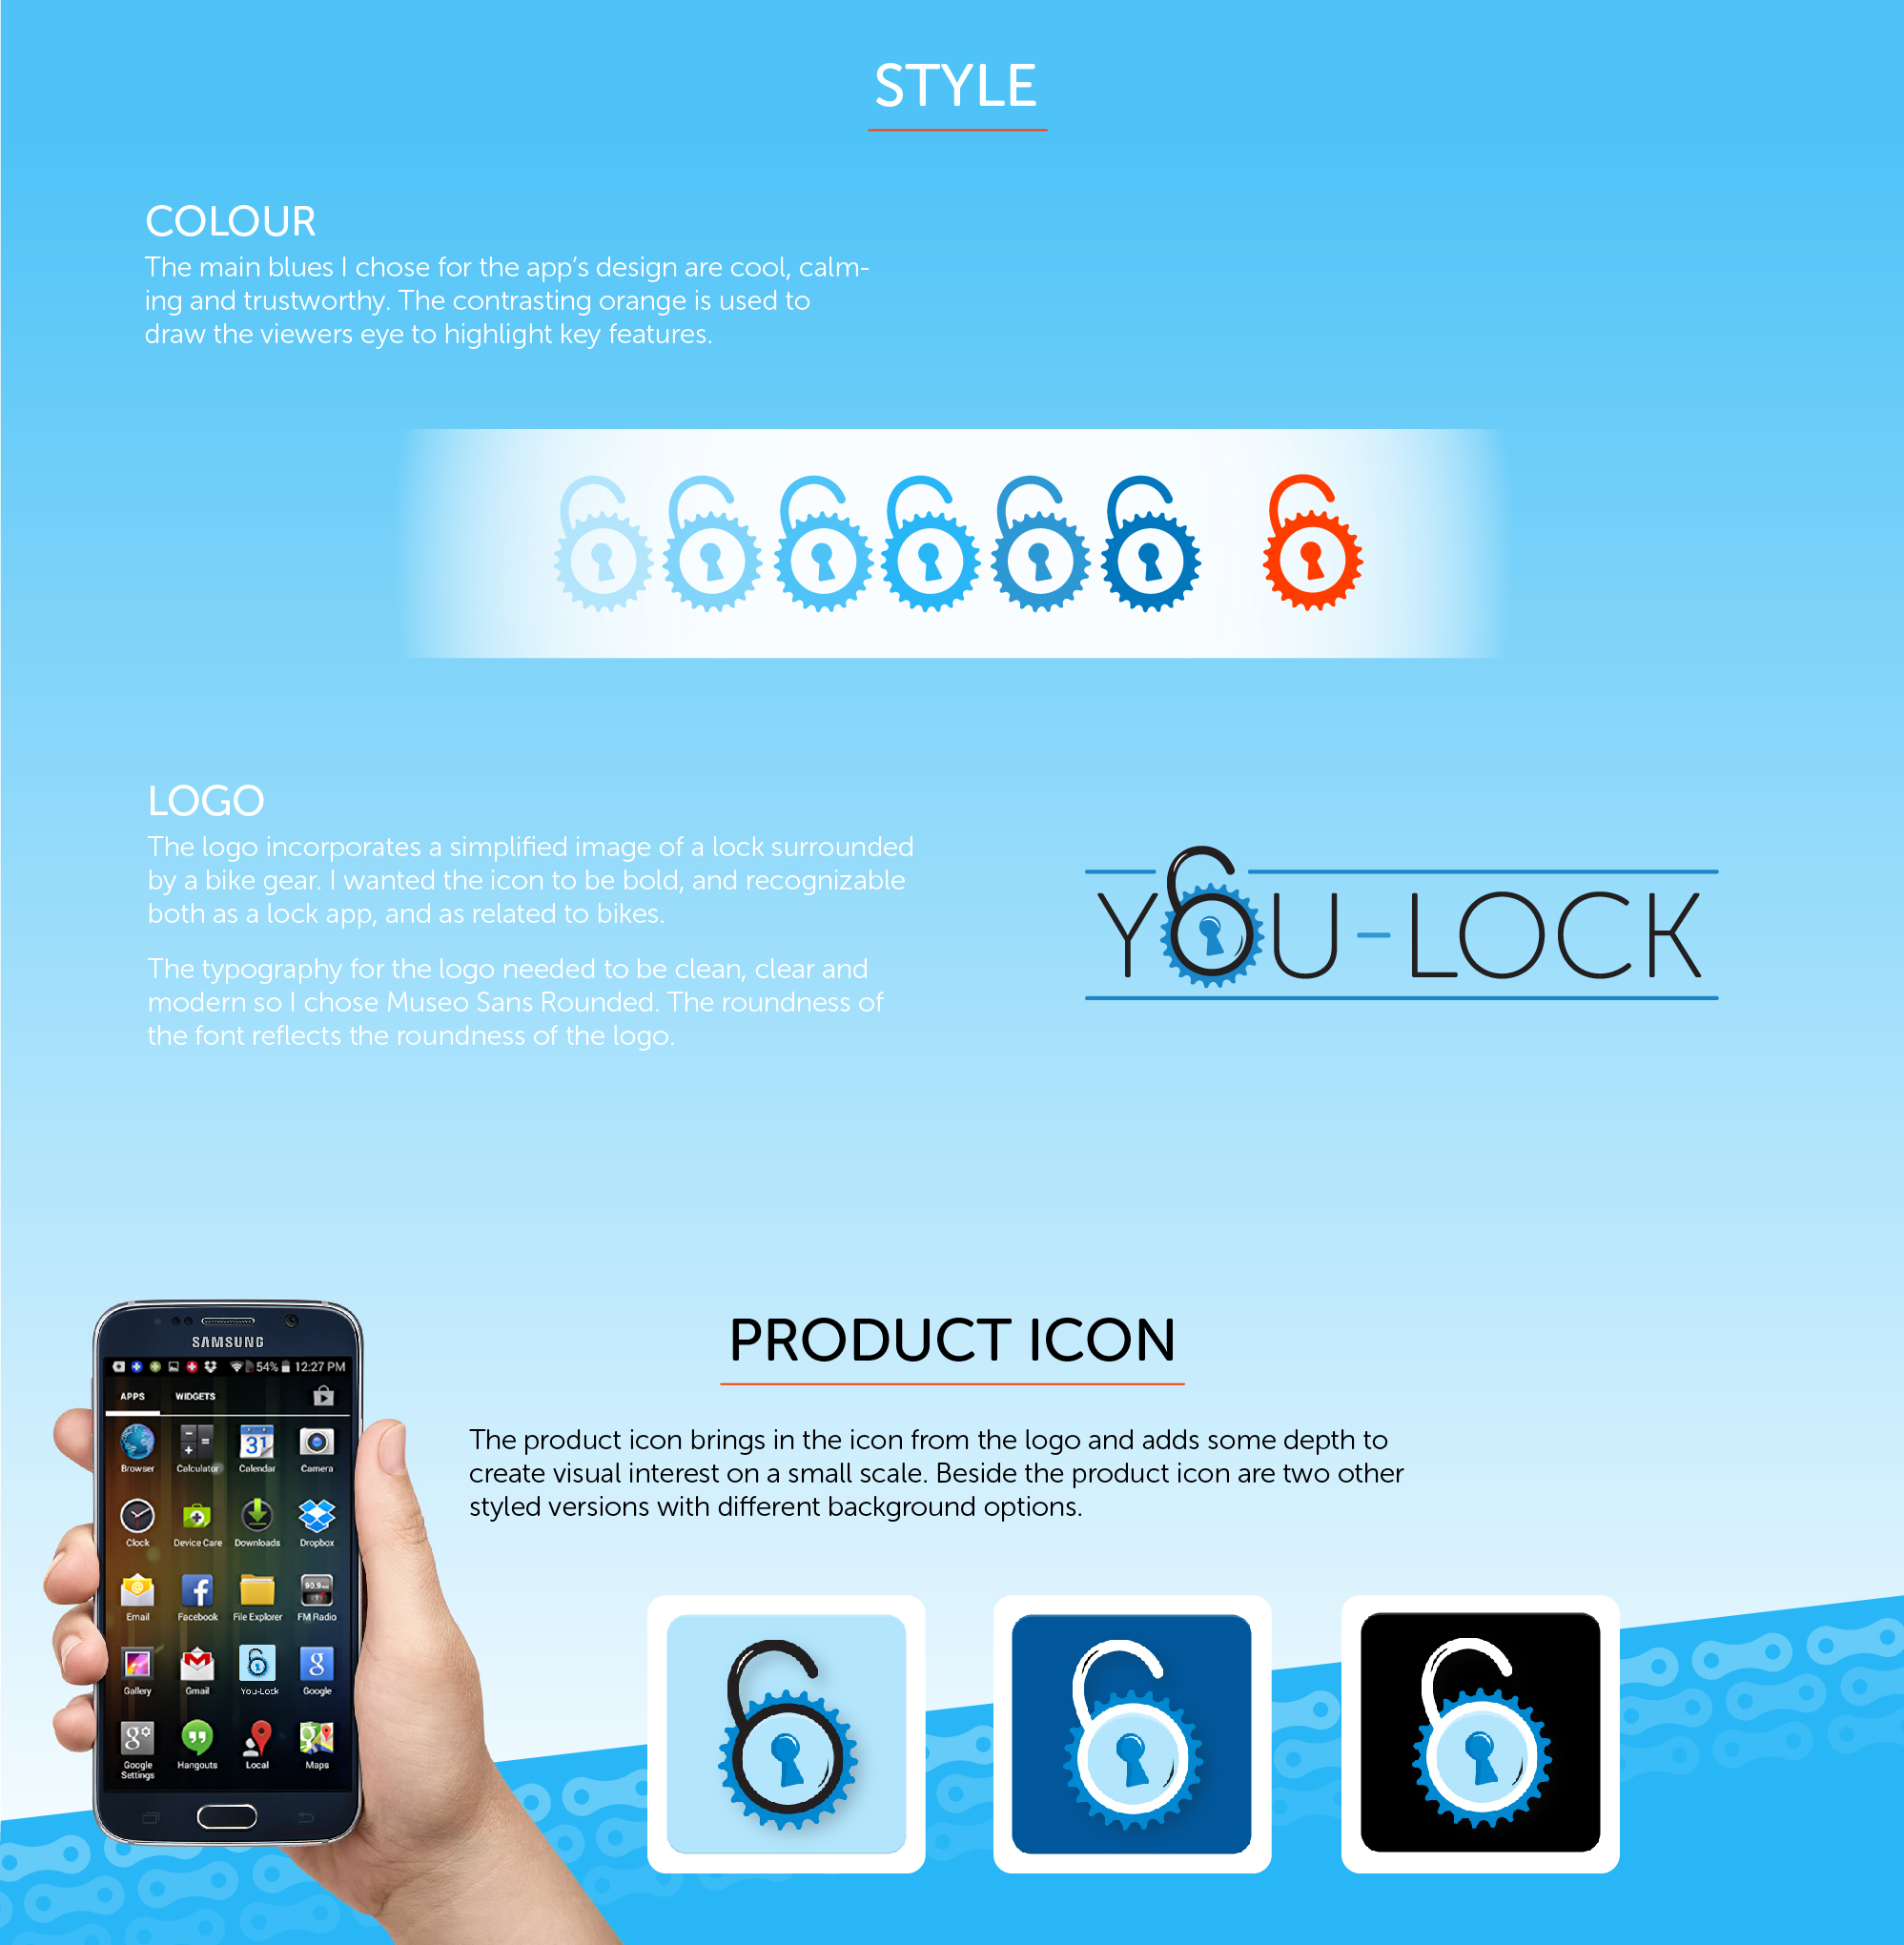 STYLE
COLOUR
The main blues I chose for the app's design are cool, calm-
ing and trustworthy. The contrasting orange is used to
draw the viewers eye to highlight key features.
LOGO
The logo incorporates a simplified image of a lock surrounded
by a bike gear. I wanted the icon to be bold, and recognizable
both as a lock app, and as related to bikes.
The typography for the logo needed to be clean, clear and
modern so I chose Museo Sans Rounded. The roundness of
the font reflects the roundness of the logo.
YOU-LOCK
PRODUCT ICON
The product icon brings in the icon from the logo and adds some depth to
create visual interest on a small scale. Beside the product icon are two other
styled versions with different background options.
SAMSUNG
54% 12:27 PM
APPS WIDGETS
31
Browser Calculator Calendar Camera
Clock Device Care Downloads Dropbox
90.9
Email Facebook File Explorer FM Radio
Gallery Gmail You-Lock Google
Google Hangouts Local Maps
Settings